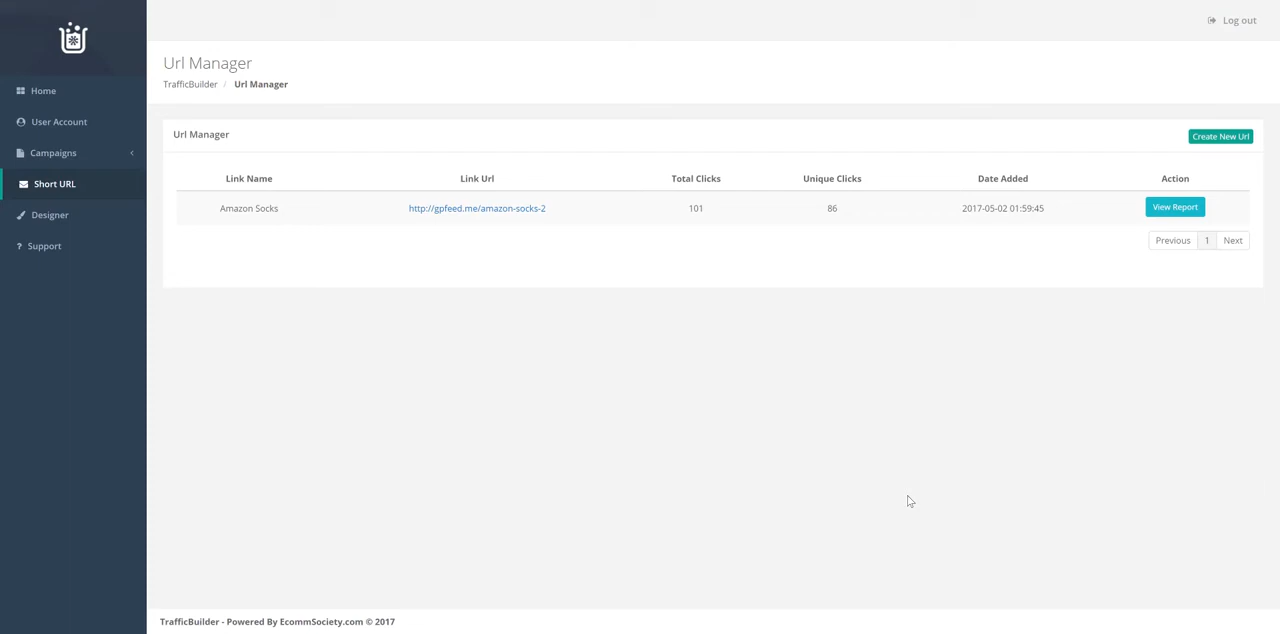 Log out
Home
User Account
Campaigns
Short URL
Designer
? Support
Url Manager
TrafficBuilder / Url Manager
Url Manager
Create New Url
Link Name Link Url Total Clicks Unique Clicks Date Added Action
Amazon Socks http://gpfeed.me/amazon-socks-2 101 86 2017-05-02 01:59:45 View Report
Previous 1 Next
TrafficBuilder - Powered By EcommSociety.com © 2017